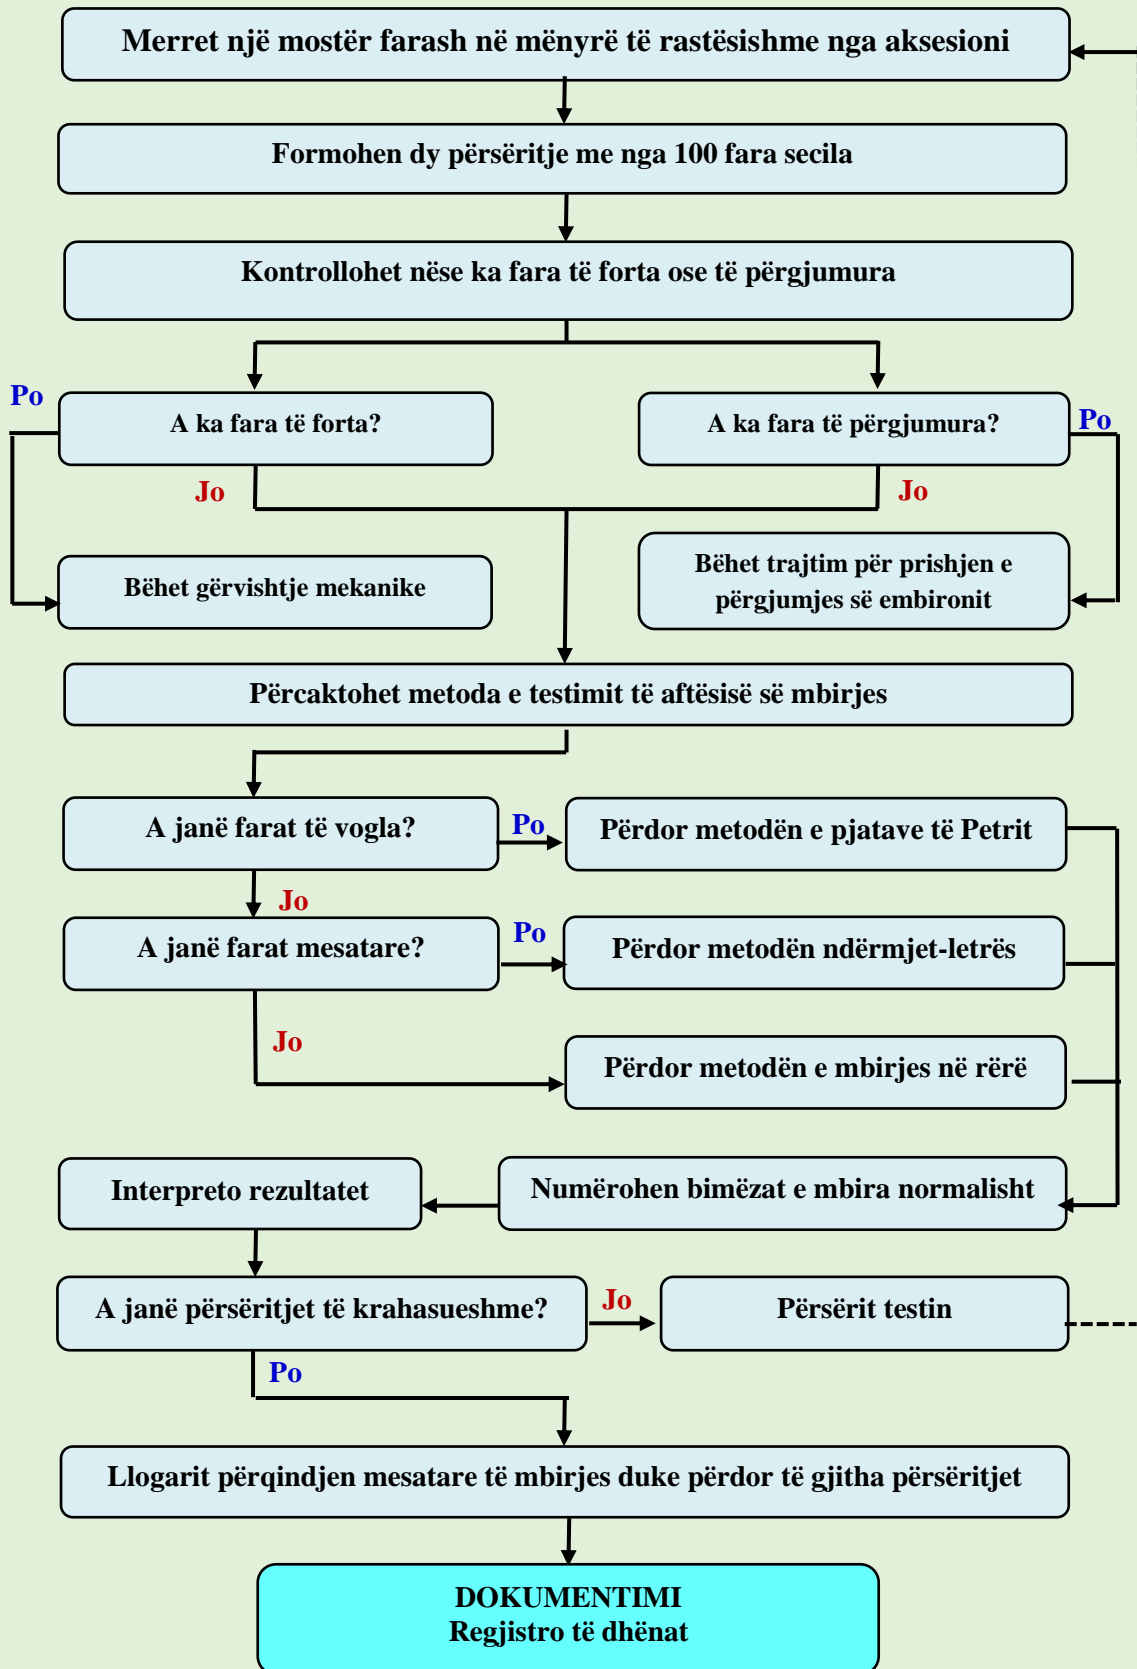 Merret një mostër farash në mënyrë të rastësishme nga aksesioni
Formohen dy përsëritje me nga 100 fara secila
Kontrollohet nëse ka fara të forta ose të përgjumura
Po
A ka fara të forta?
A ka fara të përgjumura?
Po
Jo
Jo
Bëhet gërvishtje mekanike
Bëhet trajtim për prishjen e
përgjumjes së embironit
Përcaktohet metoda e testimit të aftësisë së mbirjes
A janë farat të vogla?
Po
Përdor metodën e pjatave të Petrit
Jo
A janë farat mesatare?
Po
Përdor metodën ndërmjet-letrës
Jo
Përdor metodën e mbirjes në rërë
Interpreto rezultatet
Numërohen bimëzat e mbira normalisht
A janë përsëritjet të krahasueshme?
Jo
Përsërit testin
Po
Llogarit përqindjen mesatare të mbirjes duke përdor të gjitha përsëritjet
DOKUMENTIMI
Regjistro të dhënat